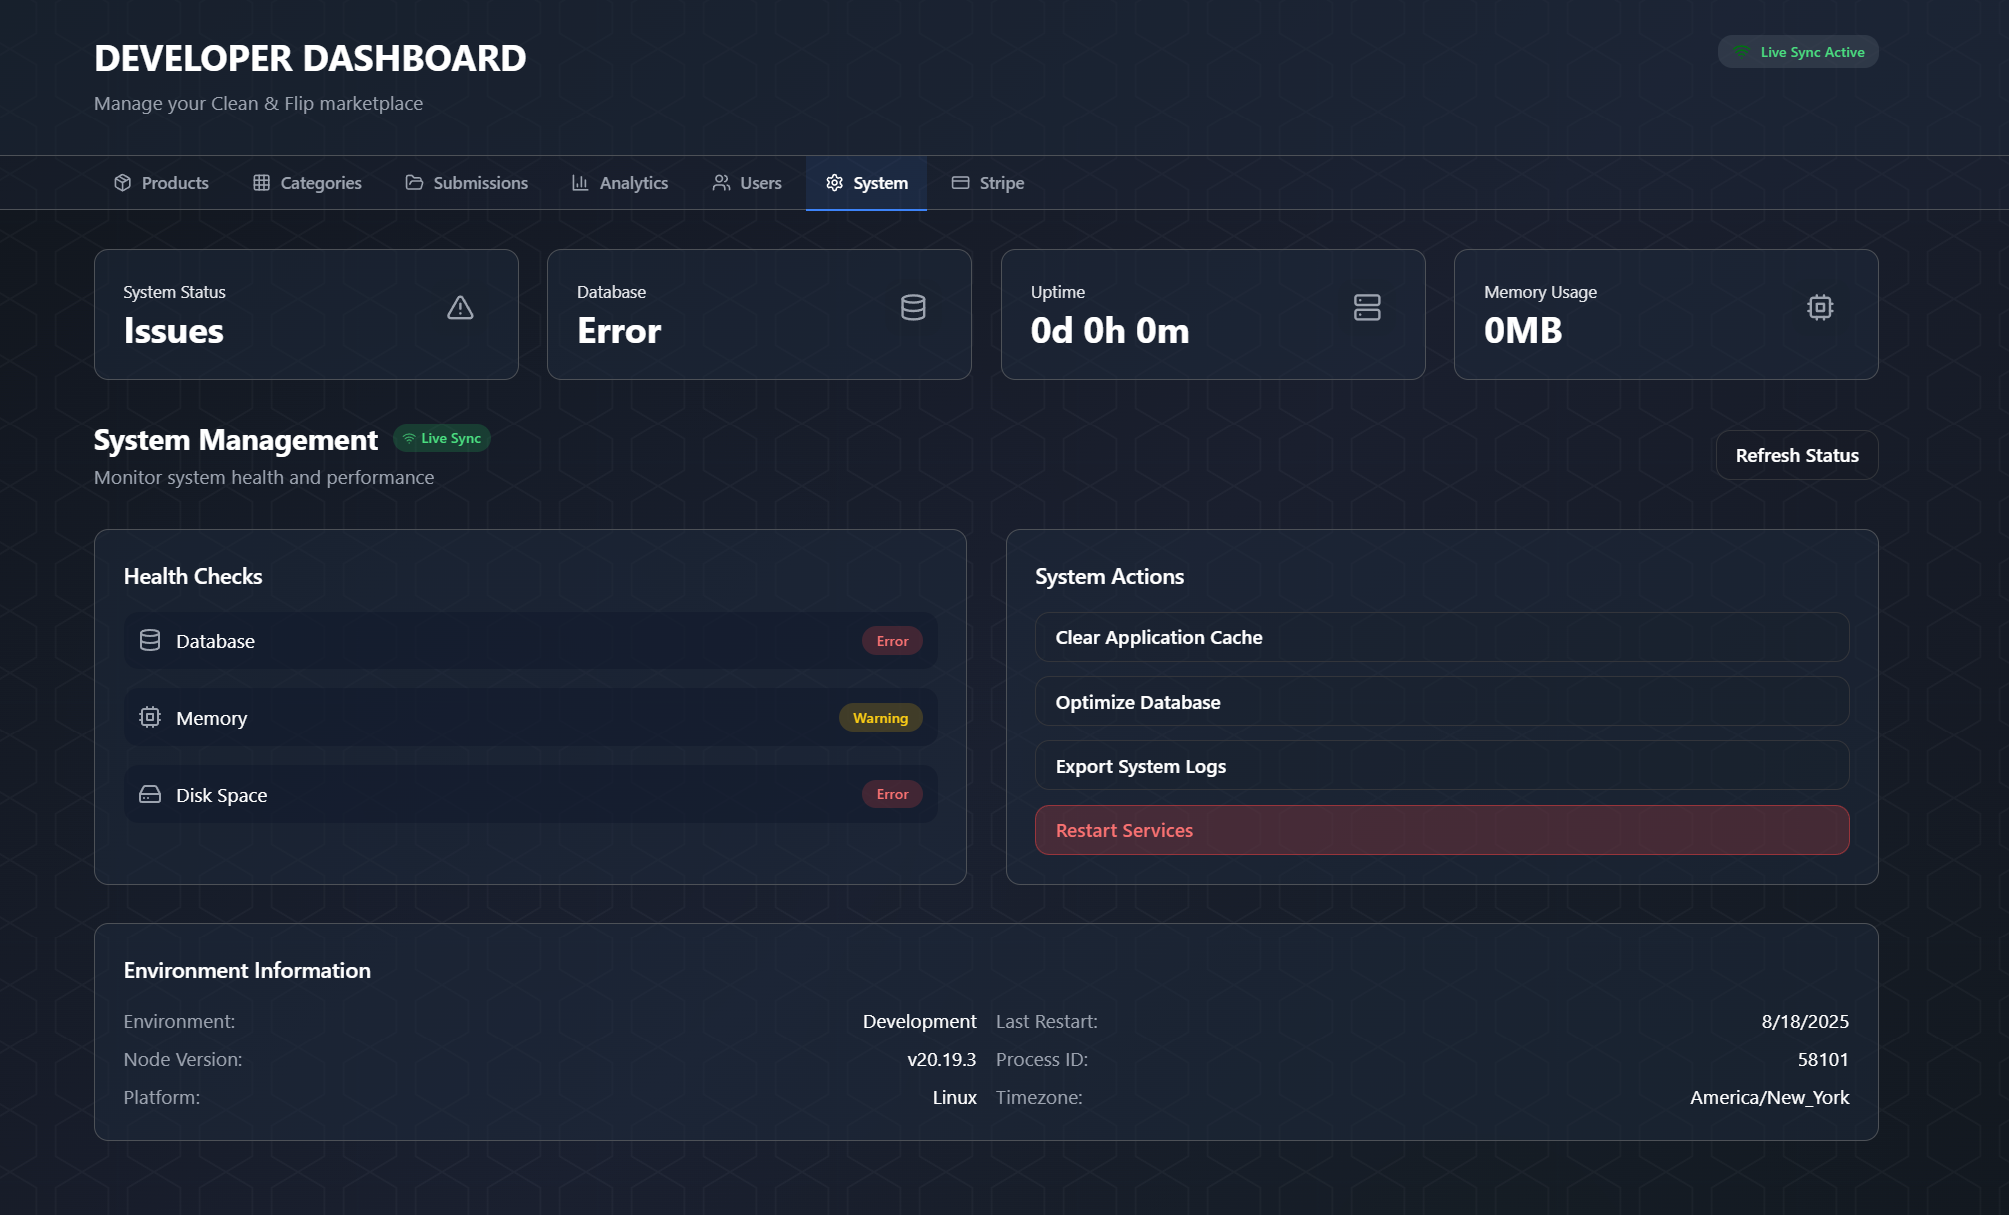 DEVELOPER DASHBOARD
Live Sync Active
Manage your Clean & Flip marketplace
Products
Categories
Submissions
Analytics
Users
System
Stripe
System Status
Issues
Database
Error
Uptime
0d 0h 0m
Memory Usage
0MB
System Management
Live Sync
Monitor system health and performance
Refresh Status
Health Checks
Database
Error
Memory
Warning
Disk Space
Error
System Actions
Clear Application Cache
Optimize Database
Export System Logs
Restart Services
Environment Information
Environment: Development
Last Restart: 8/18/2025
Node Version: v20.19.3
Process ID: 58101
Platform: Linux
Timezone: America/New_York